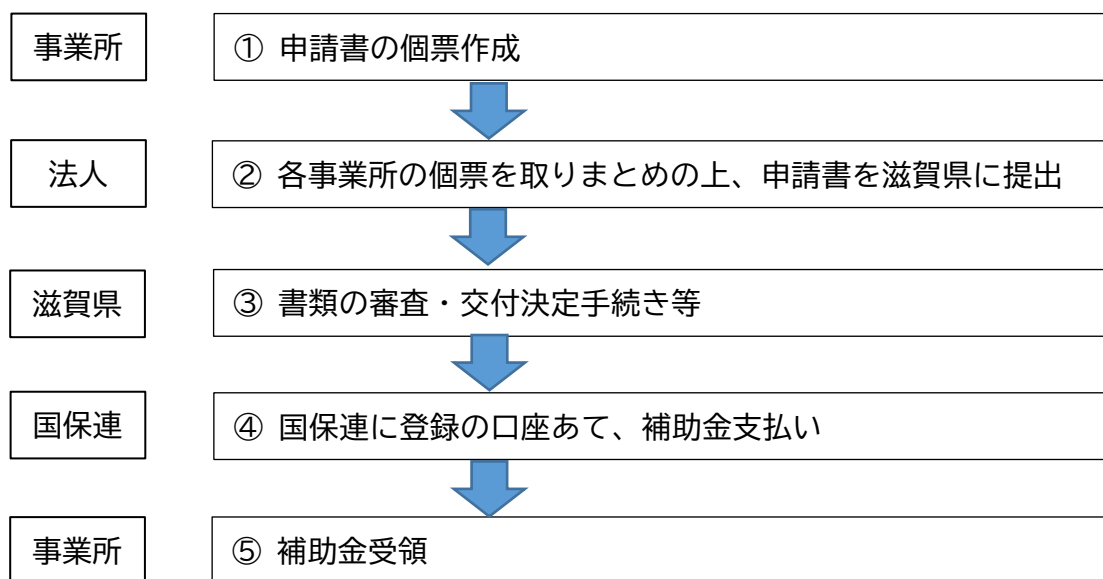 事業所
① 申請書の個票作成
法人
② 各事業所の個票を取りまとめの上、申請書を滋賀県に提出
滋賀県
③ 書類の審査・交付決定手続き等
国保連
④ 国保連に登録の口座あて、補助金支払い
事業所
⑤ 補助金受領